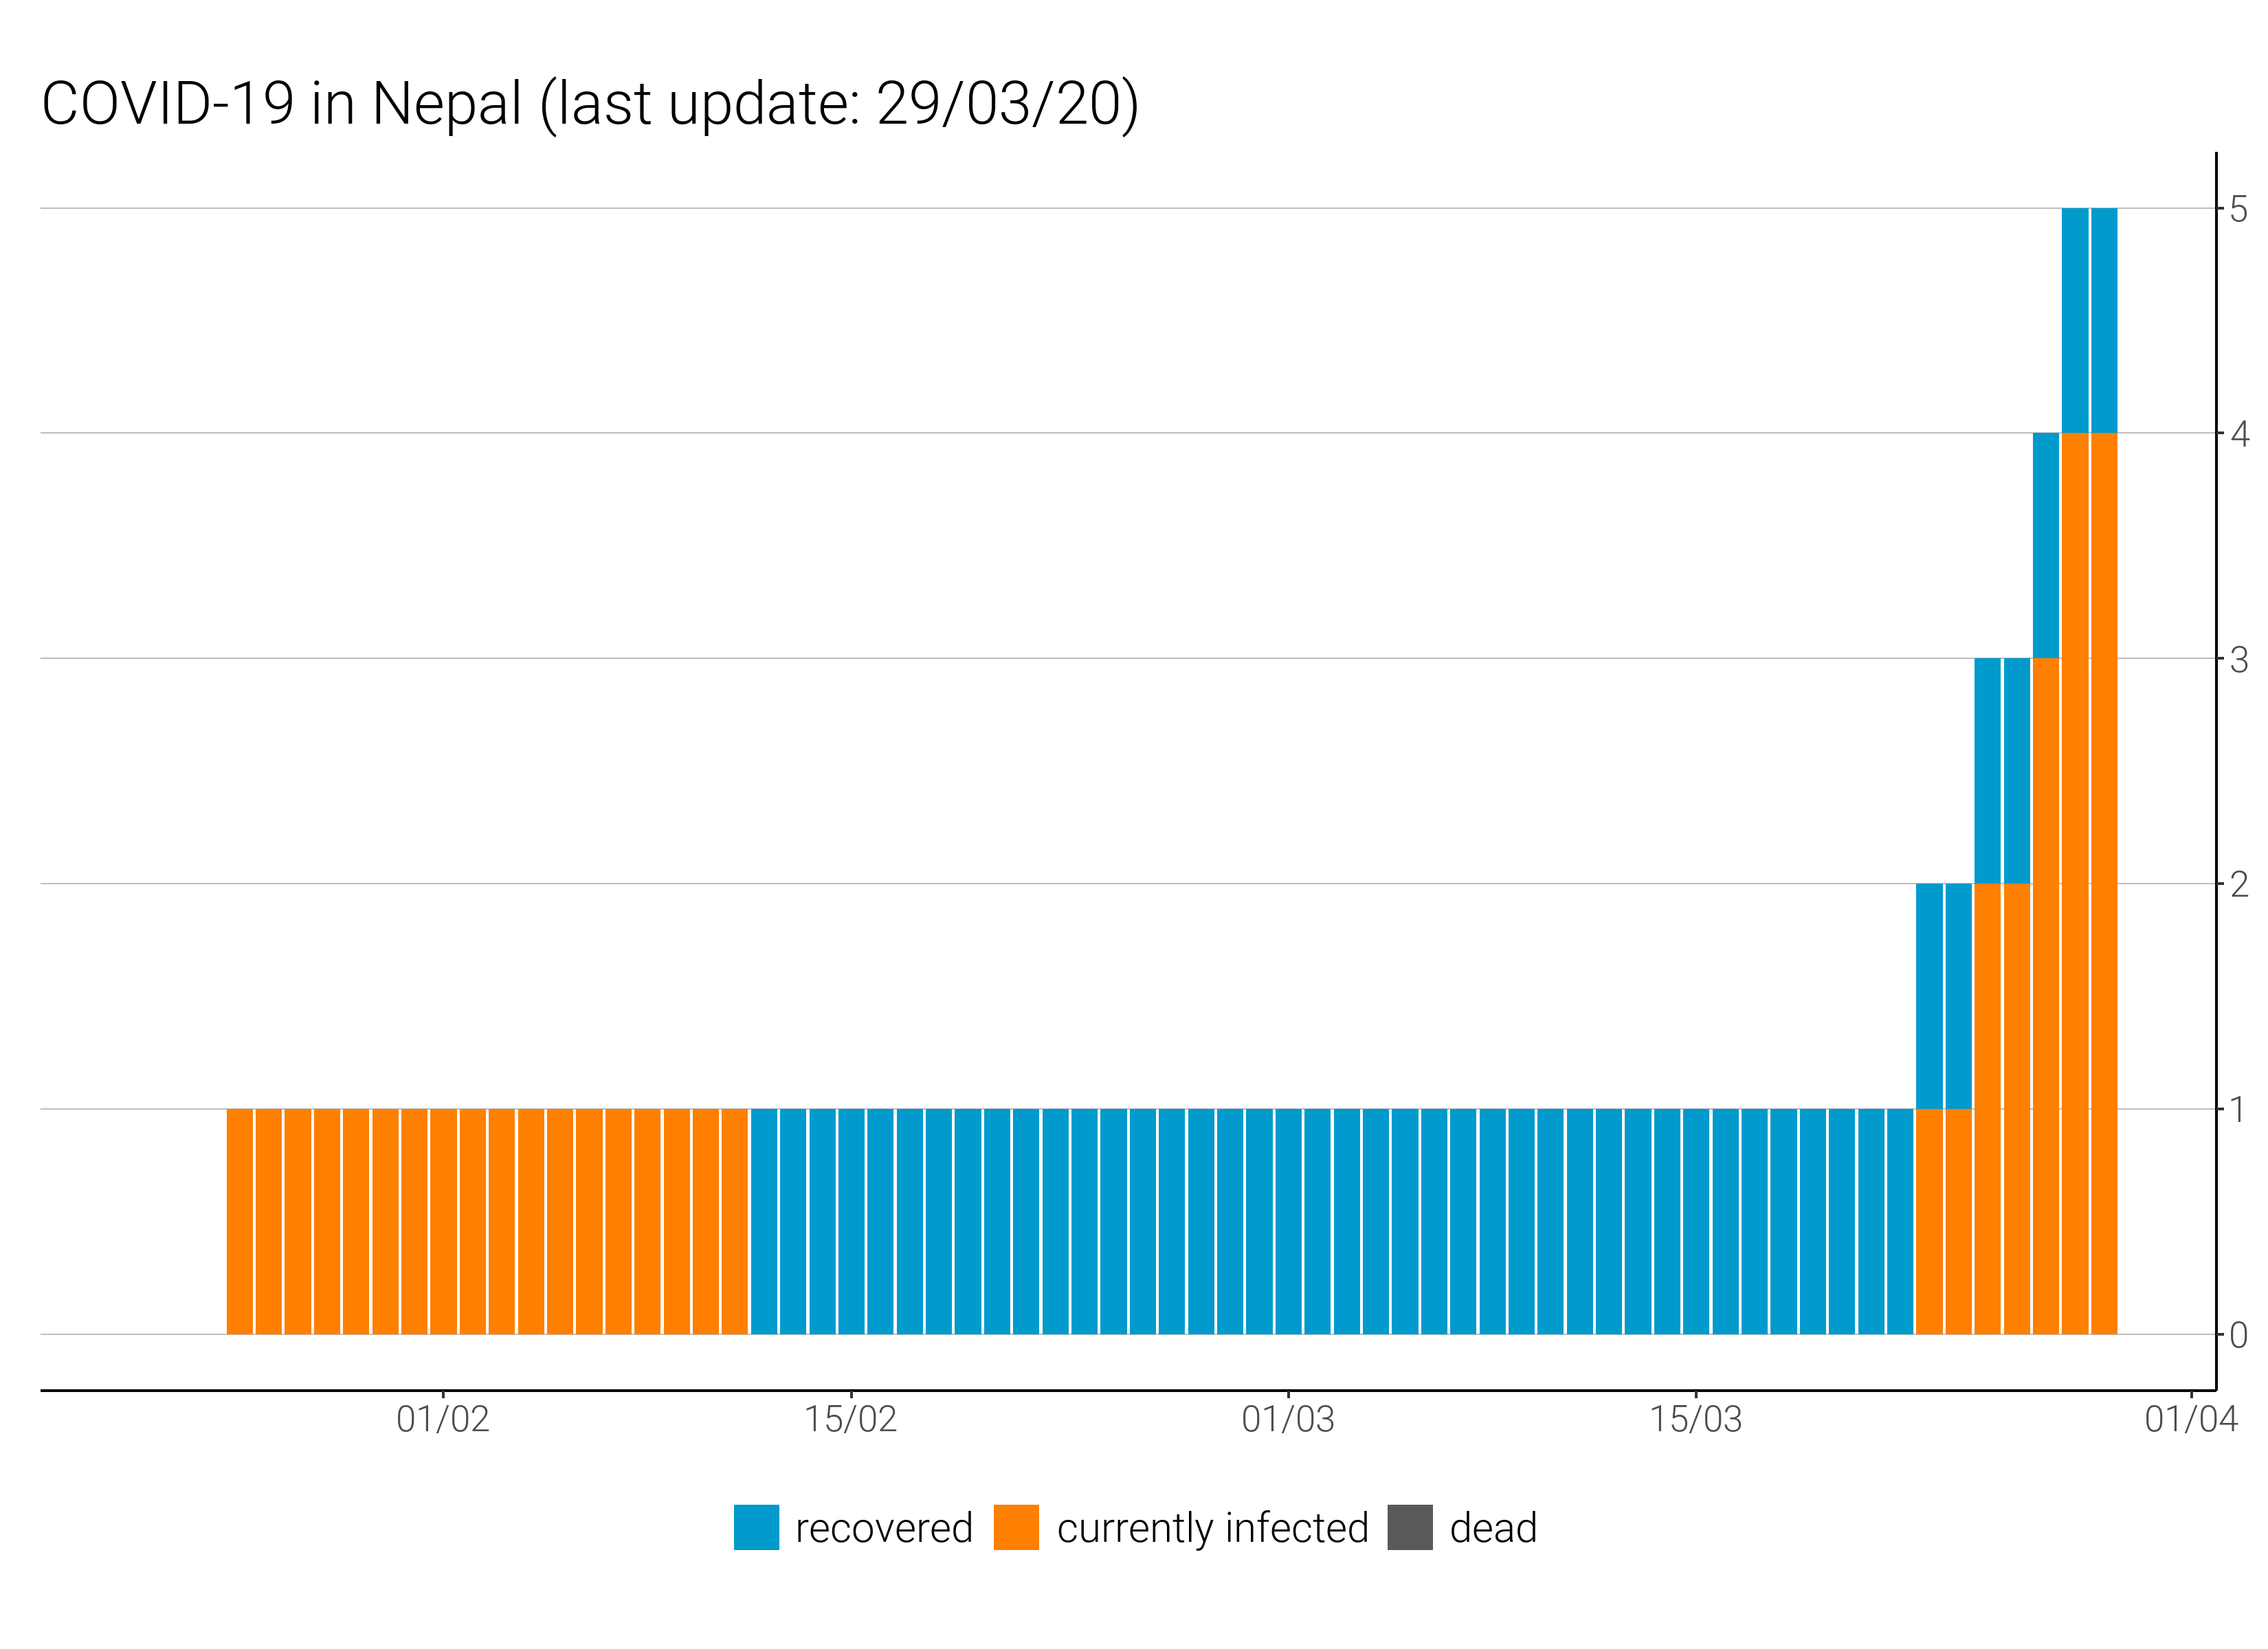 COVID-19 in Nepal (last update: 29/03/20)
5
4
3
2
1
0
01/02 15/02 01/03 15/03 01/04
recovered currently infected dead